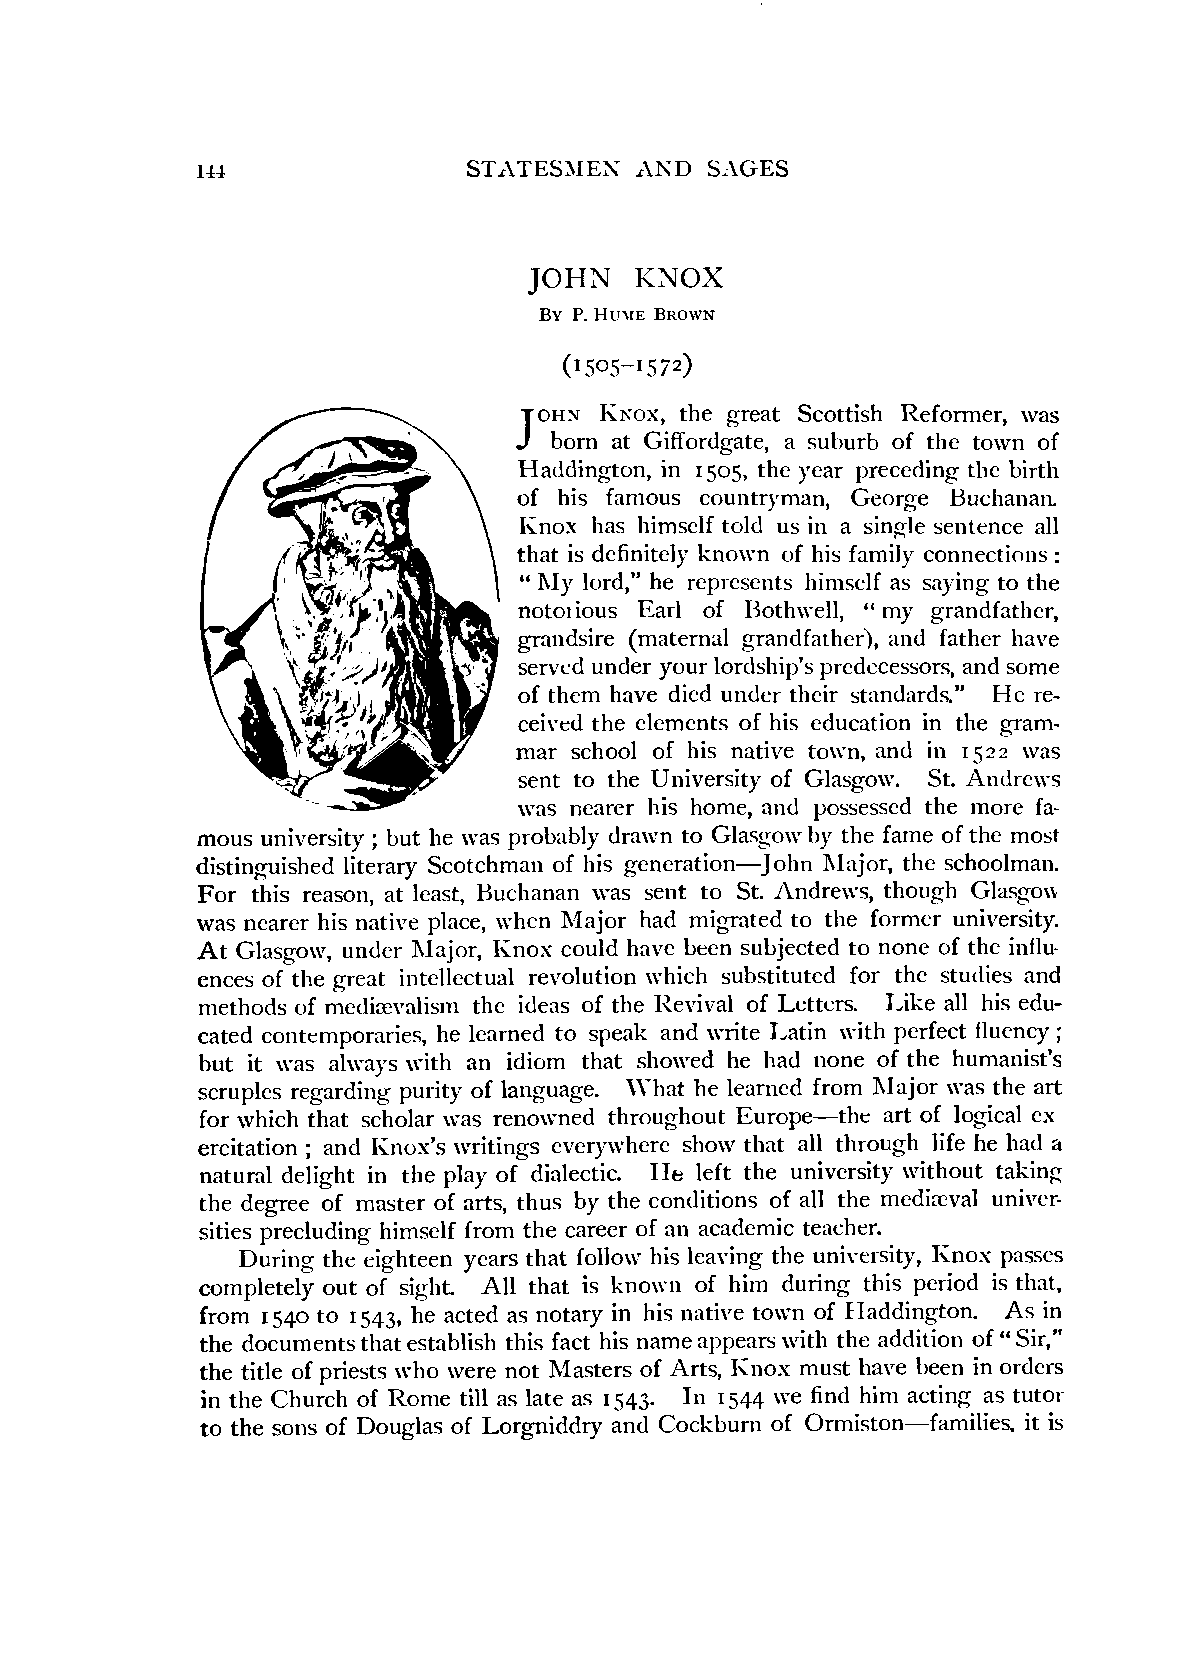 144 STATESMEN AND SAGES
JOHN KNOX
BY P. HUME BROWN
(1505–1572)
JOHN KNOX, the great Scottish Reformer, was
born at Giffordgate, a suburb of the town of
Haddington, in 1505, the year preceding the birth
of his famous countryman, George Buchanan.
Knox has himself told us in a single sentence all
that is definitely known of his family connections :
“ My lord,” he represents himself as saying to the
notorious Earl of Bothwell, “ my grandfather,
grandsire (maternal grandfather), and father have
served under your lordship’s predecessors, and some
of them have died under their standards.” He re-
ceived the elements of his education in the gram-
mar school of his native town, and in 1522 was
sent to the University of Glasgow. St. Andrews
was nearer his home, and possessed the more fa-
mous university ; but he was probably drawn to Glasgow by the fame of the most
distinguished literary Scotchman of his generation—John Major, the schoolman.
For this reason, at least, Buchanan was sent to St. Andrews, though Glasgow
was nearer his native place, when Major had migrated to the former university.
At Glasgow, under Major, Knox could have been subjected to none of the influ-
ences of the great intellectual revolution which substituted for the studies and
methods of mediævalism the ideas of the Revival of Letters. Like all his edu-
cated contemporaries, he learned to speak and write Latin with perfect fluency ;
but it was always with an idiom that showed he had none of the humanist’s
scruples regarding purity of language. What he learned from Major was the art
for which that scholar was renowned throughout Europe—the art of logical ex
ercitation ; and Knox’s writings everywhere show that all through life he had a
natural delight in the play of dialectic. He left the university without taking
the degree of master of arts, thus by the conditions of all the mediæval univer-
sities precluding himself from the career of an academic teacher.
During the eighteen years that follow his leaving the university, Knox passes
completely out of sight. All that is known of him during this period is that,
from 1540 to 1543, he acted as notary in his native town of Haddington. As in
the documents that establish this fact his name appears with the addition of “ Sir,”
the title of priests who were not Masters of Arts, Knox must have been in orders
in the Church of Rome till as late as 1543. In 1544 we find him acting as tutor
to the sons of Douglas of Lorgniddry and Cockburn of Ormiston—families, it is